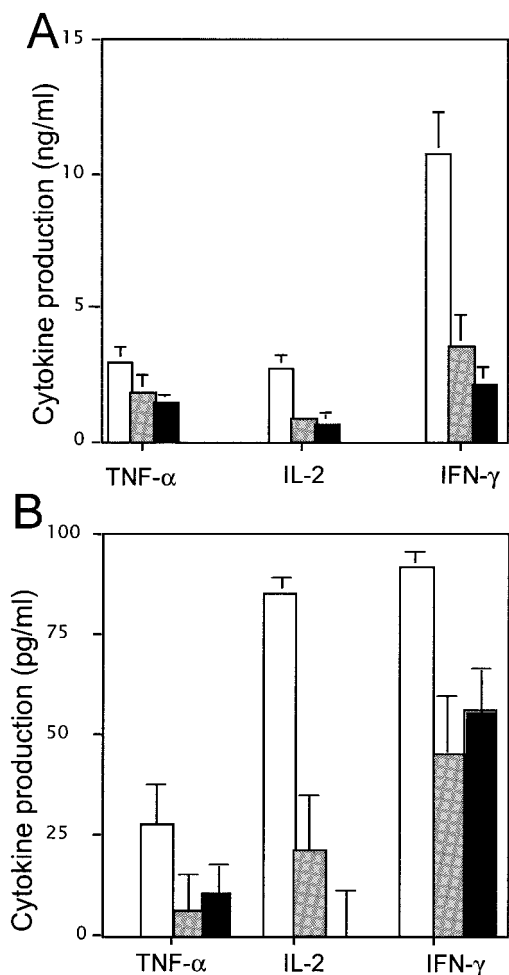 A
Cytokine production (ng/ml)
15
10
5
0
TNF-α IL-2 IFN-γ
B
Cytokine production (pg/ml)
100
75
50
25
0
TNF-α IL-2 IFN-γ